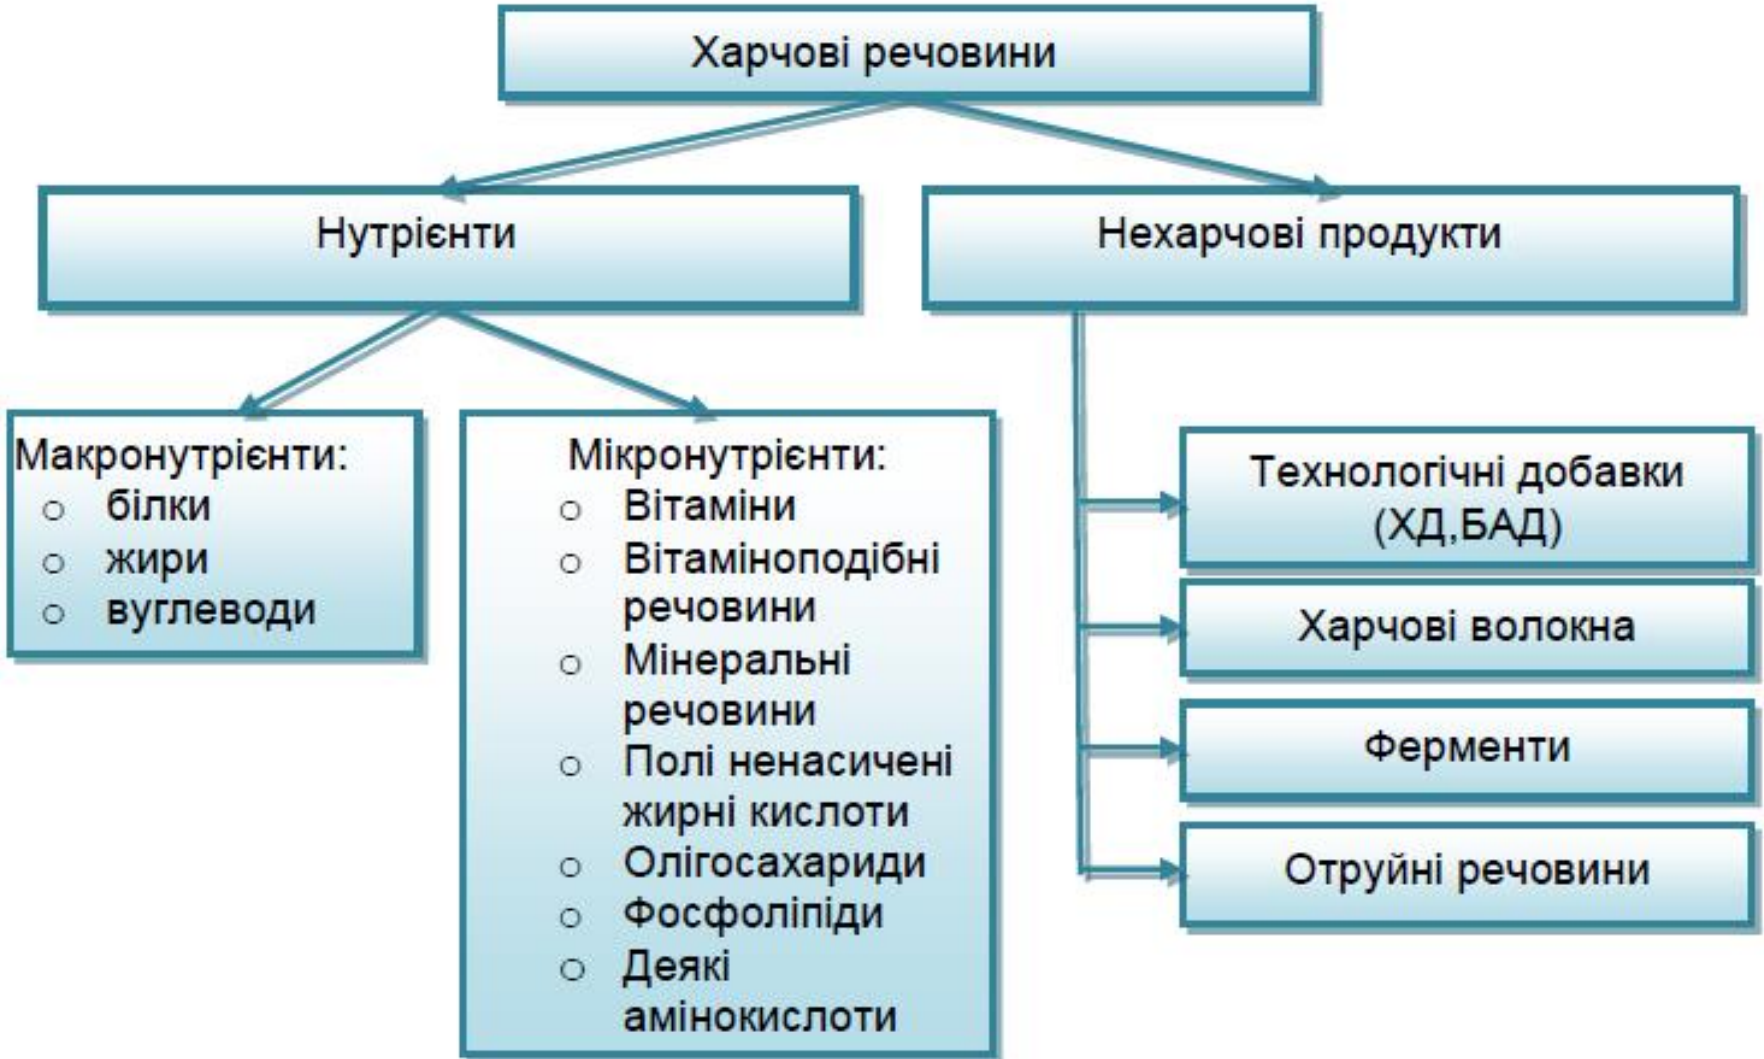 Харчові речовини
Нутрієнти
Нехарчові продукти
Макронутрієнти:
o білки
o жири
o вуглеводи
Мікронутрієнти:
o Вітаміни
o Вітаміноподібні
речовини
o Мінеральні
речовини
o Полі ненасичені
жирні кислоти
o Олігосахариди
o Фосфоліпіди
o Деякі
амінокислоти
Технологічні добавки
(ХД,БАД)
Харчові волокна
Ферменти
Отруйні речовини